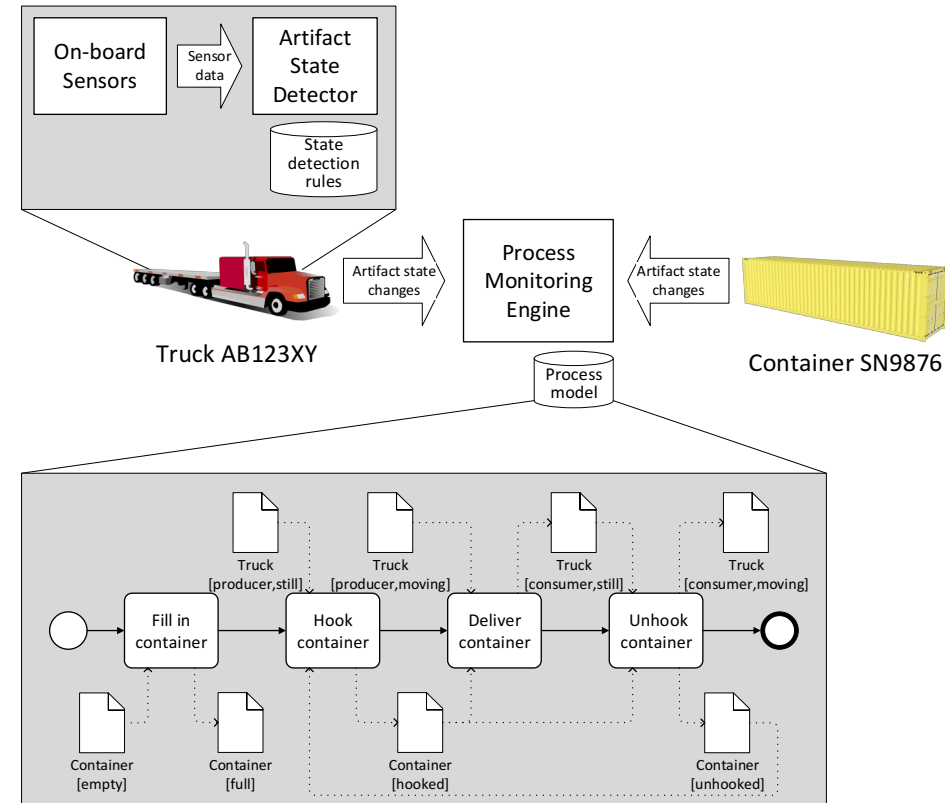 On-board
Sensors
Sensor
data
Artifact
State
Detector
State
detection
rules
Truck AB123XY
Artifact state
changes
Process
Monitoring
Engine
Artifact state
changes
Container SN9876
Process
model
Truck
[producer,still]
Truck
[producer,moving]
Truck
[consumer,still]
Truck
[consumer,moving]
Fill in
container
Hook
container
Deliver
container
Unhook
container
Container
[empty]
Container
[full]
Container
[hooked]
Container
[unhooked]